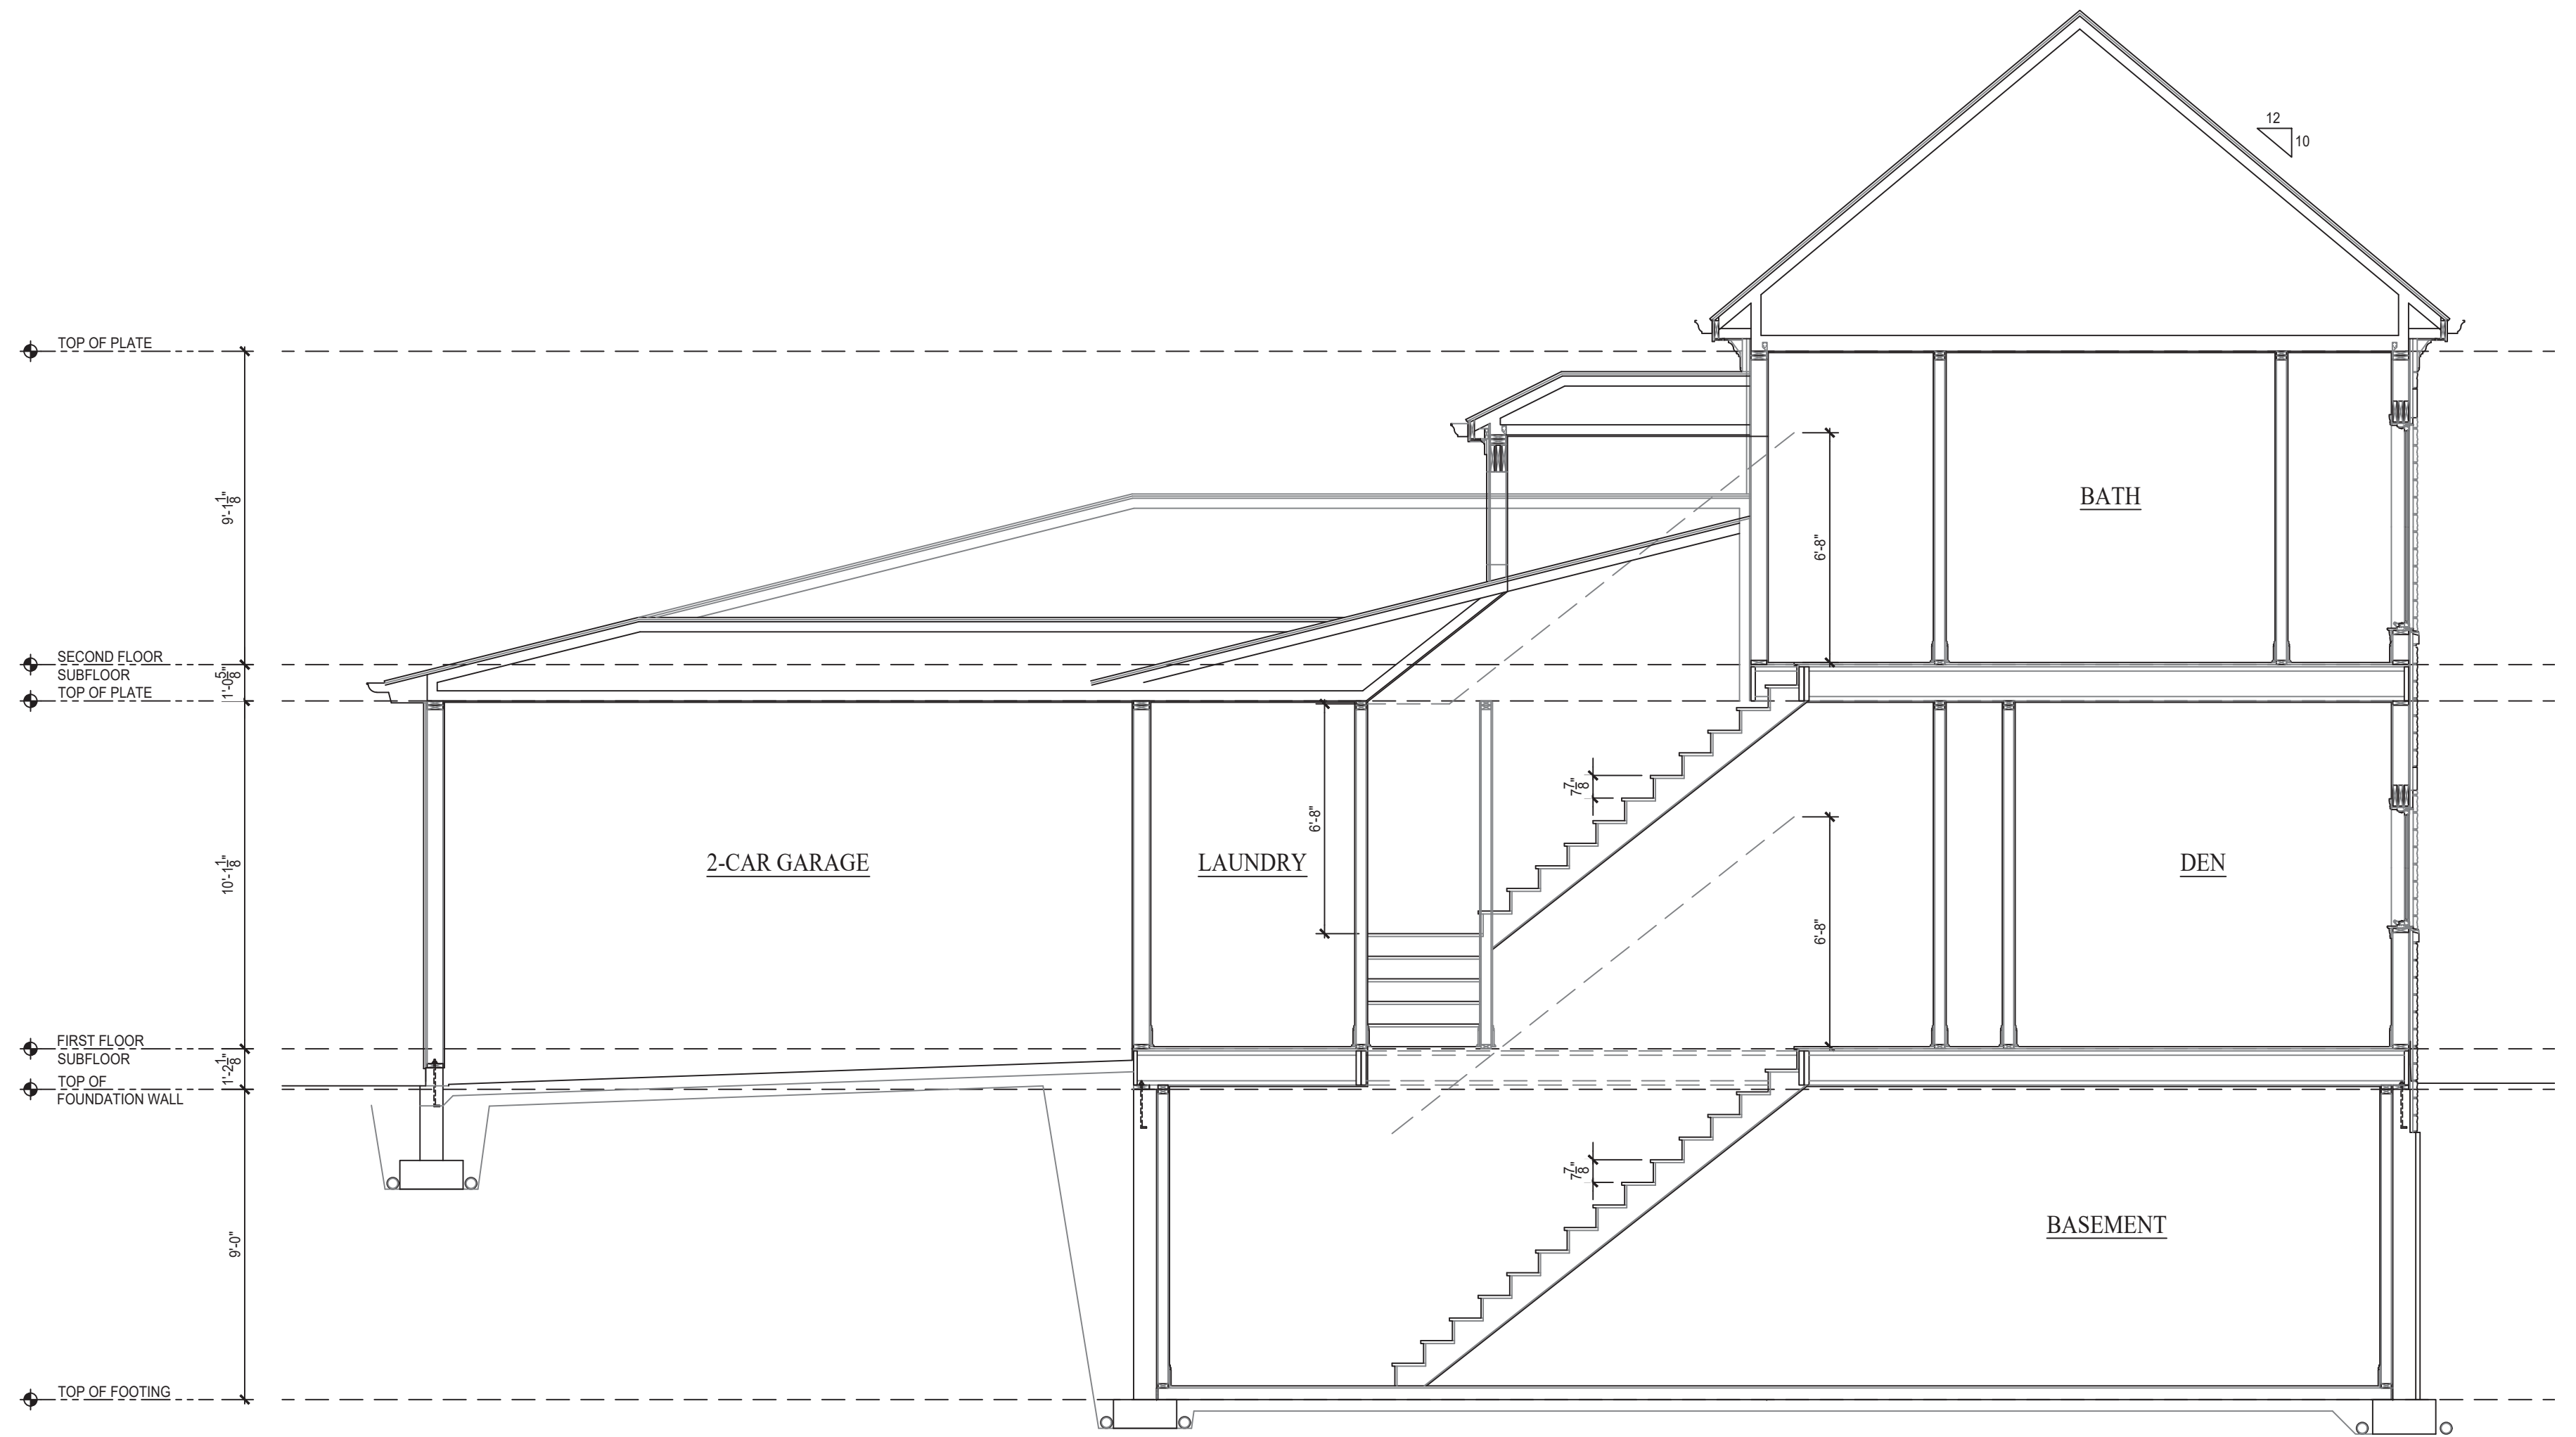 12
10
TOP OF PLATE
9'-1 1/8"
BATH
6'-8"
SECOND FLOOR
SUBFLOOR
1'-0 5/8"
TOP OF PLATE
7 7/8"
6'-8"
10'-1 1/8"
2-CAR GARAGE
LAUNDRY
DEN
6'-8"
FIRST FLOOR
SUBFLOOR
1'-2 1/8"
TOP OF
FOUNDATION WALL
7 7/8"
9'-0"
BASEMENT
TOP OF FOOTING